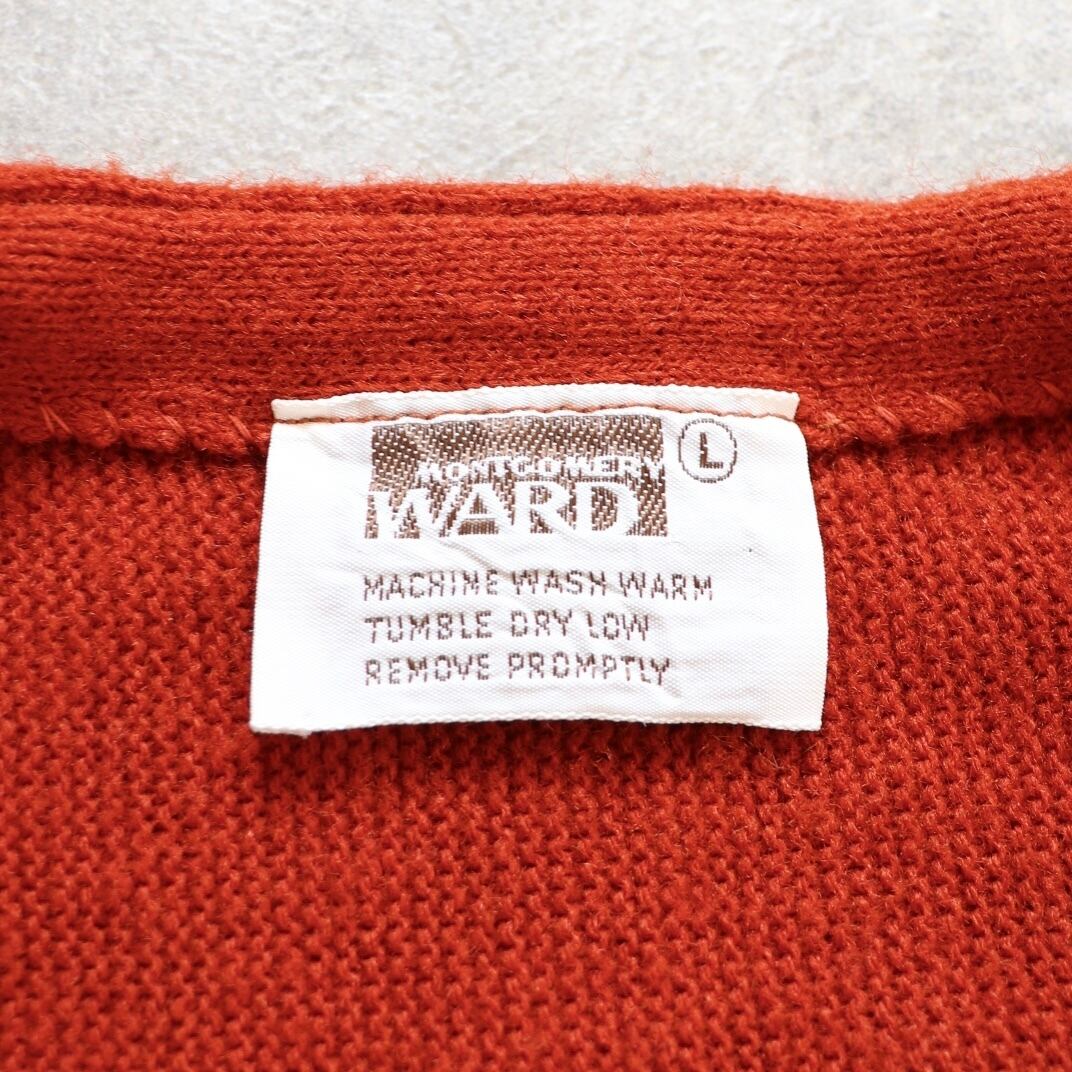 MONTGOMERY
WARD
L
MACHINE WASH WARM
TUMBLE DRY LOW
REMOVE PROMPTLY